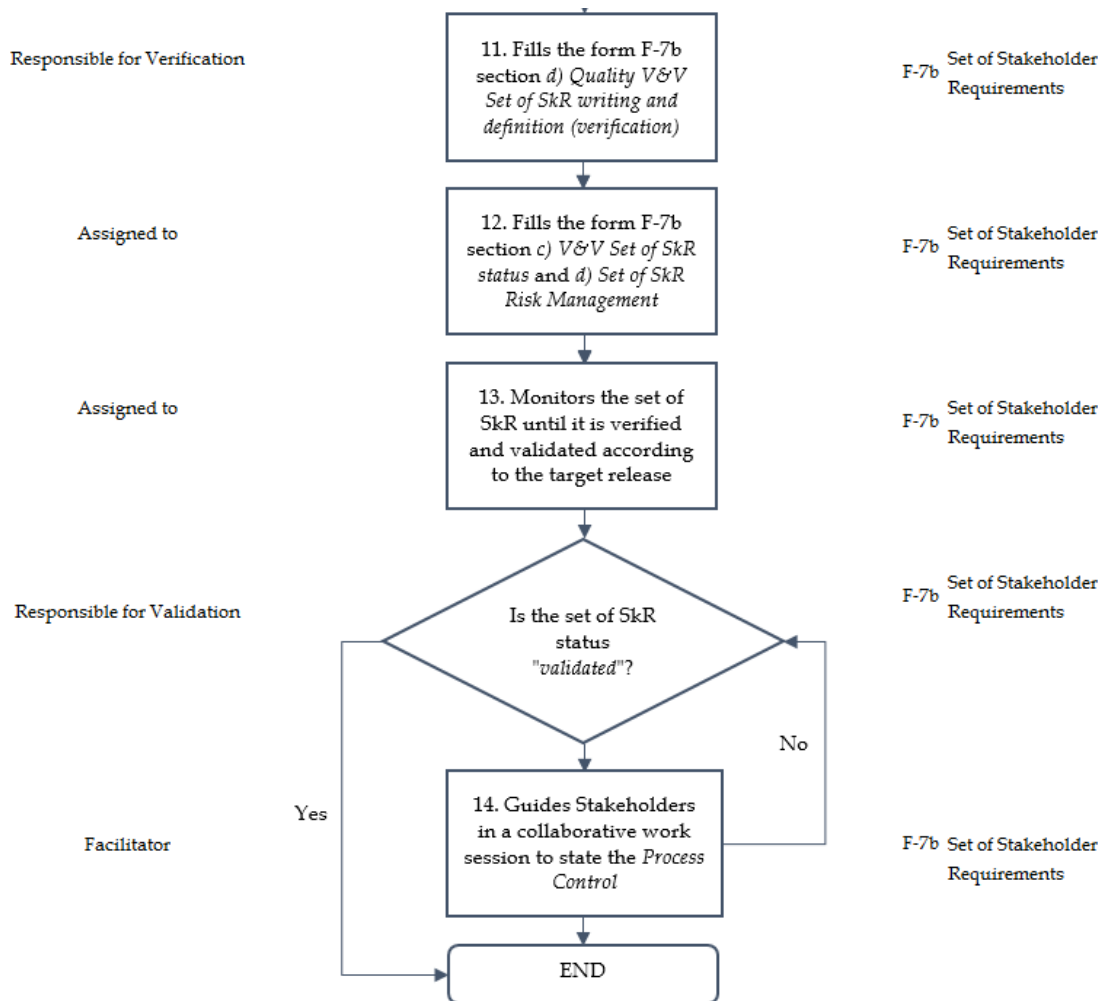 Responsible for Verification
11. Fills the form F-7b
section d) Quality V&V
Set of SkR writing and
definition (verification)
F-7b Set of Stakeholder
Requirements
Assigned to
12. Fills the form F-7b
section c) V&V Set of SkR
status and d) Set of SkR
Risk Management
F-7b Set of Stakeholder
Requirements
Assigned to
13. Monitors the set of
SkR until it is verified
and validated according
to the target release
F-7b Set of Stakeholder
Requirements
Responsible for Validation
Is the set of SkR
status
"validated"?
F-7b Set of Stakeholder
Requirements
No
Yes
Facilitator
14. Guides Stakeholders
in a collaborative work
session to state the Process
Control
F-7b Set of Stakeholder
Requirements
END